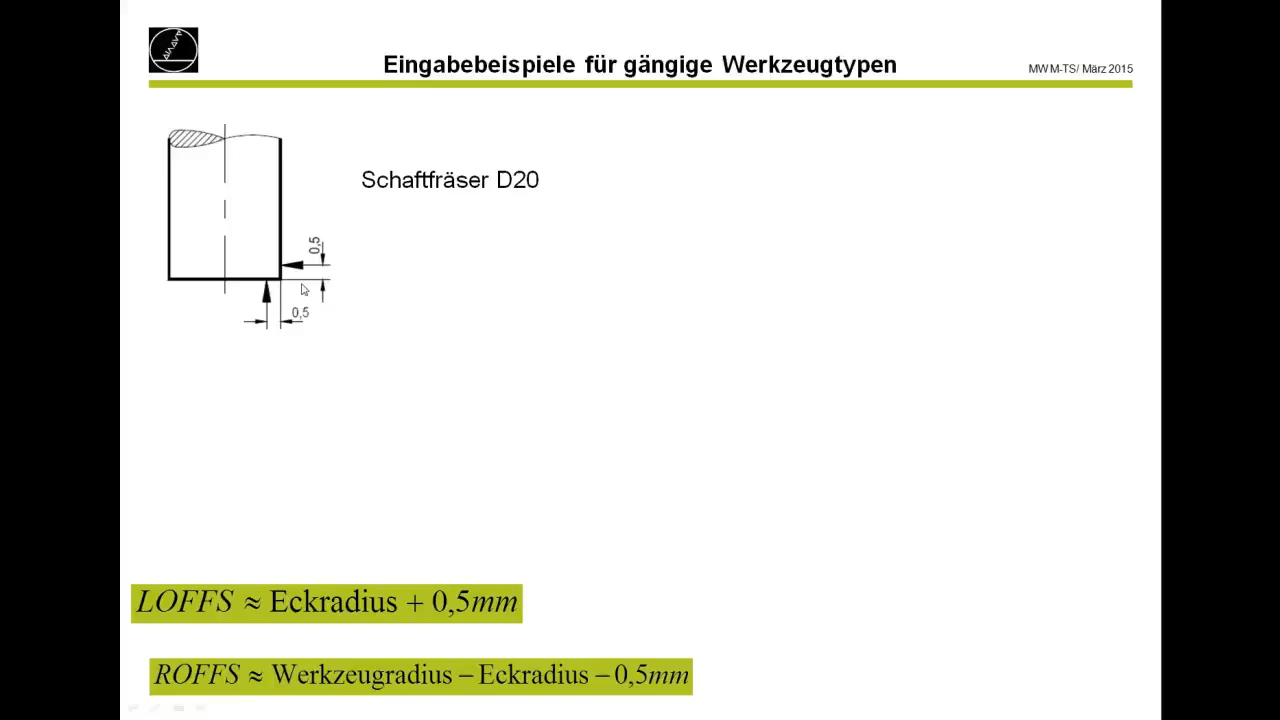 Eingabebeispiele für gängige Werkzeugtypen
MWM-TS/ März 2015
Schaftfräser D20
0,5
0,5
LOFFS ≈ Eckradius + 0,5mm
ROFFS ≈ Werkzeugradius − Eckradius − 0,5mm